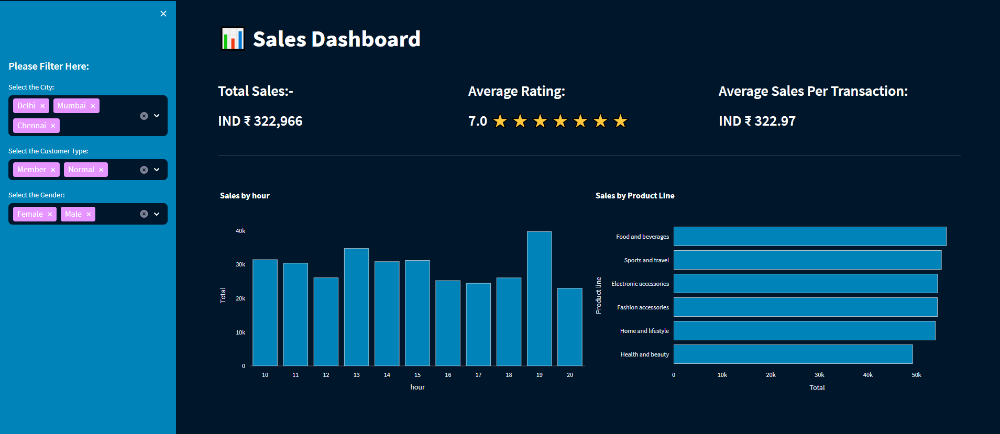 ×
Please Filter Here:
Select the City:
Delhi × Mumbai ×
Chennai ×
Select the Customer Type:
Member × Normal ×
Select the Gender:
Female × Male ×
Sales Dashboard
Total Sales:-
IND ₹ 322,966
Average Rating:
7.0 ★ ★ ★ ★ ★ ★ ★
Average Sales Per Transaction:
IND ₹ 322.97
Sales by hour
40k
30k
20k
10k
0
Total
10 11 12 13 14 15 16 17 18 19 20
hour
Sales by Product Line
Product line
Food and beverages
Sports and travel
Electronic accessories
Fashion accessories
Home and lifestyle
Health and beauty
0 10k 20k 30k 40k 50k
Total